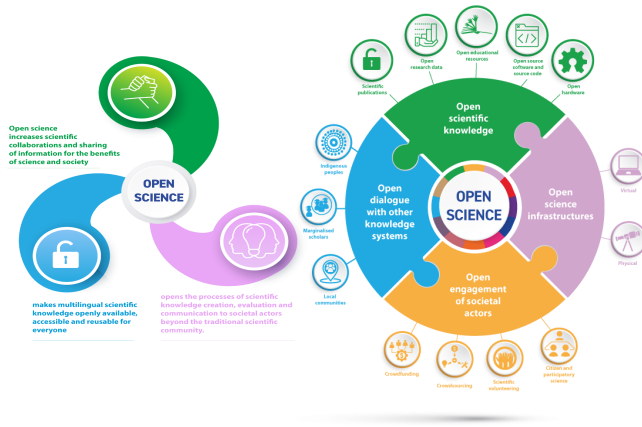 Open science
increases scientific
collaborations and sharing
of information for the benefits
of science and society
OPEN
SCIENCE
makes multilingual scientific
knowledge openly available,
accessible and reusable for
everyone
opens the processes of scientific
knowledge creation, evaluation and
communication to societal actors
beyond the traditional scientific
community.
Scientific
publications
Open
research data
Open educational
resources
Open source
software and
source code
Open
hardware
Open
scientific
knowledge
Indigenous
peoples
Marginalised
scholars
Local
communities
Open
dialogue
with other
knowledge
systems
OPEN
SCIENCE
Open
science
infrastructures
Virtual
Physical
Open
engagement
of societal
actors
Crowdfunding
Crowdsourcing
Scientific
volunteering
Citizen and
participatory
science